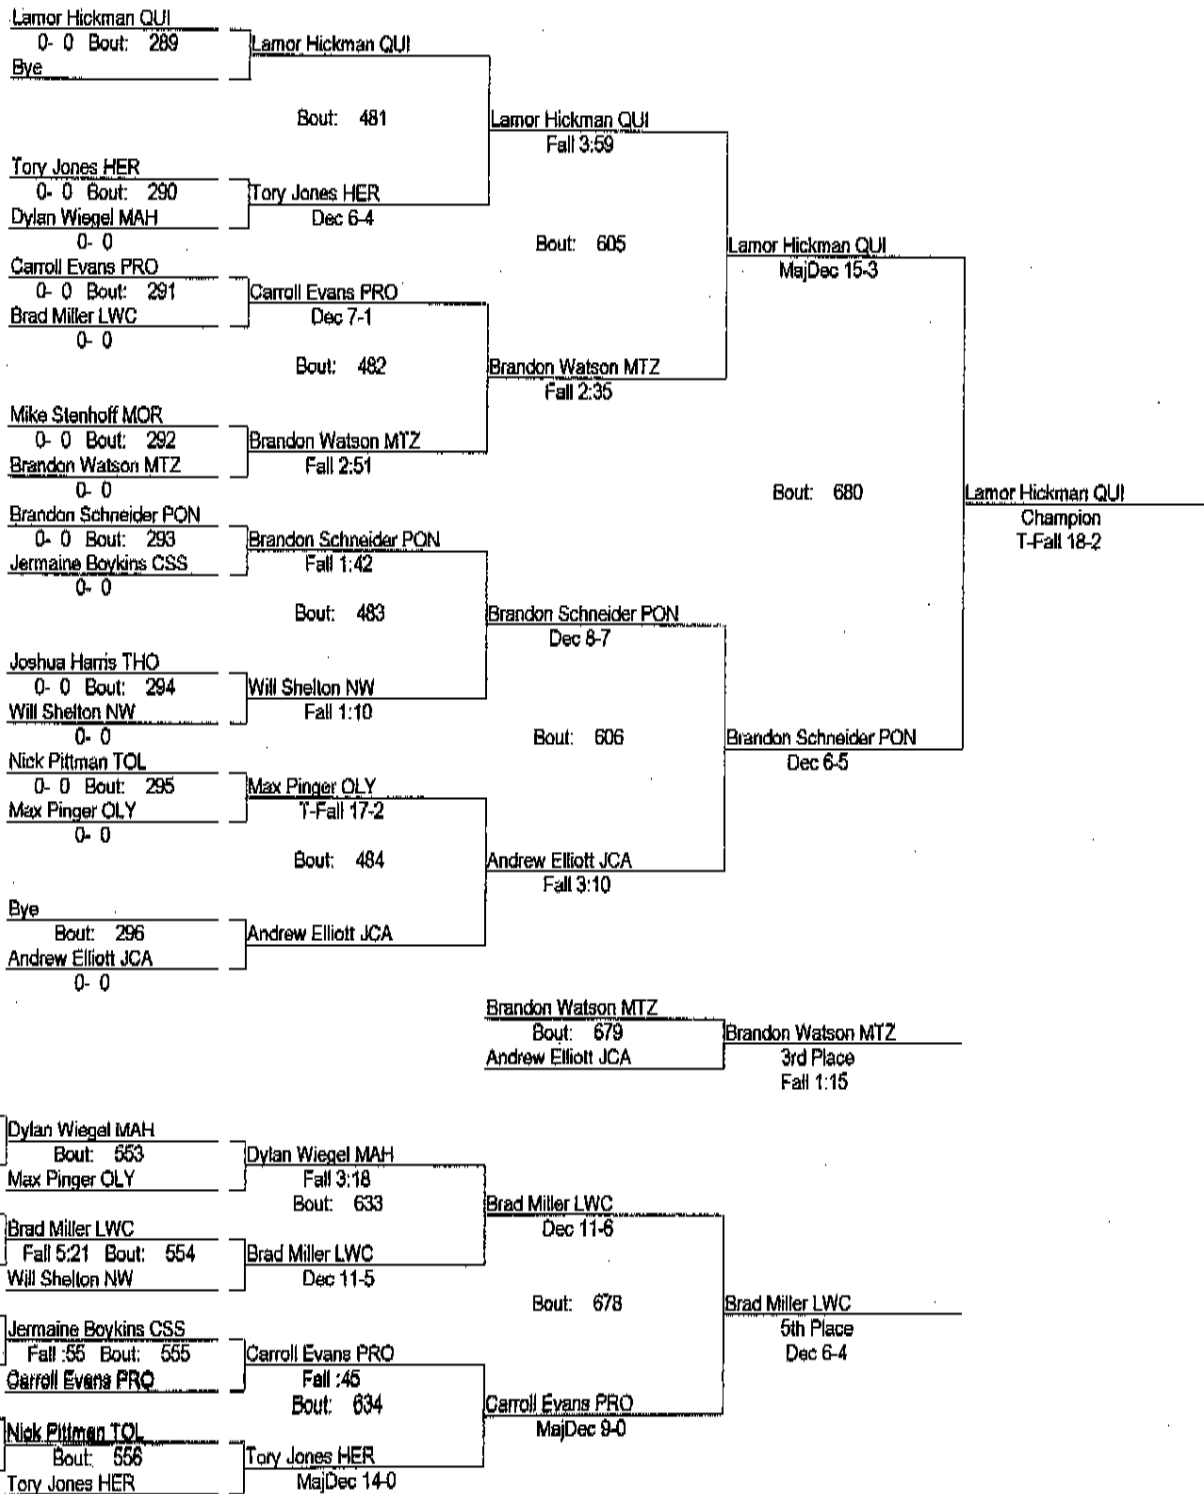 Lamor Hickman QUI
0- 0 Bout: 289
Bye
Lamor Hickman QUI
Bout: 481
Lamor Hickman QUI
Fall 3:59
Tory Jones HER
0- 0 Bout: 290
Dylan Wiegel MAH
0- 0
Tory Jones HER
Dec 6-4
Bout: 605
Lamor Hickman QUI
MajDec 15-3
Carroll Evans PRO
0- 0 Bout: 291
Brad Miller LWC
0- 0
Carroll Evans PRO
Dec 7-1
Bout: 482
Brandon Watson MTZ
Fall 2:35
Mike Stenhoff MOR
0- 0 Bout: 292
Brandon Watson MTZ
0- 0
Brandon Watson MTZ
Fall 2:51
Bout: 680
Lamor Hickman QUI
Champion
T-Fall 18-2
Brandon Schneider PON
0- 0 Bout: 293
Jermaine Boykins CSS
0- 0
Brandon Schneider PON
Fall 1:42
Bout: 483
Brandon Schneider PON
Dec 8-7
Joshua Harris THO
0- 0 Bout: 294
Will Shelton NW
0- 0
Will Shelton NW
Fall 1:10
Bout: 606
Brandon Schneider PON
Dec 6-5
Nick Pittman TOL
0- 0 Bout: 295
Max Pinger OLY
0- 0
Max Pinger OLY
T-Fall 17-2
Bout: 484
Andrew Elliott JCA
Fall 3:10
Bye
Bout: 296
Andrew Elliott JCA
0- 0
Andrew Elliott JCA
Brandon Watson MTZ
Bout: 679
Andrew Elliott JCA
Brandon Watson MTZ
3rd Place
Fall 1:15
Dylan Wiegel MAH
Bout: 553
Max Pinger OLY
Dylan Wiegel MAH
Fall 3:18
Bout: 633
Brad Miller LWC
Dec 11-6
Brad Miller LWC
Fall 5:21 Bout: 554
Will Shelton NW
Brad Miller LWC
Dec 11-5
Bout: 678
Brad Miller LWC
5th Place
Dec 6-4
Jermaine Boykins CSS
Fall :55 Bout: 555
Carroll Evans PRO
Carroll Evans PRO
Fall :45
Bout: 634
Carroll Evans PRO
MajDec 9-0
Nick Pittman TOL
Bout: 556
Tory Jones HER
Tory Jones HER
MajDec 14-0